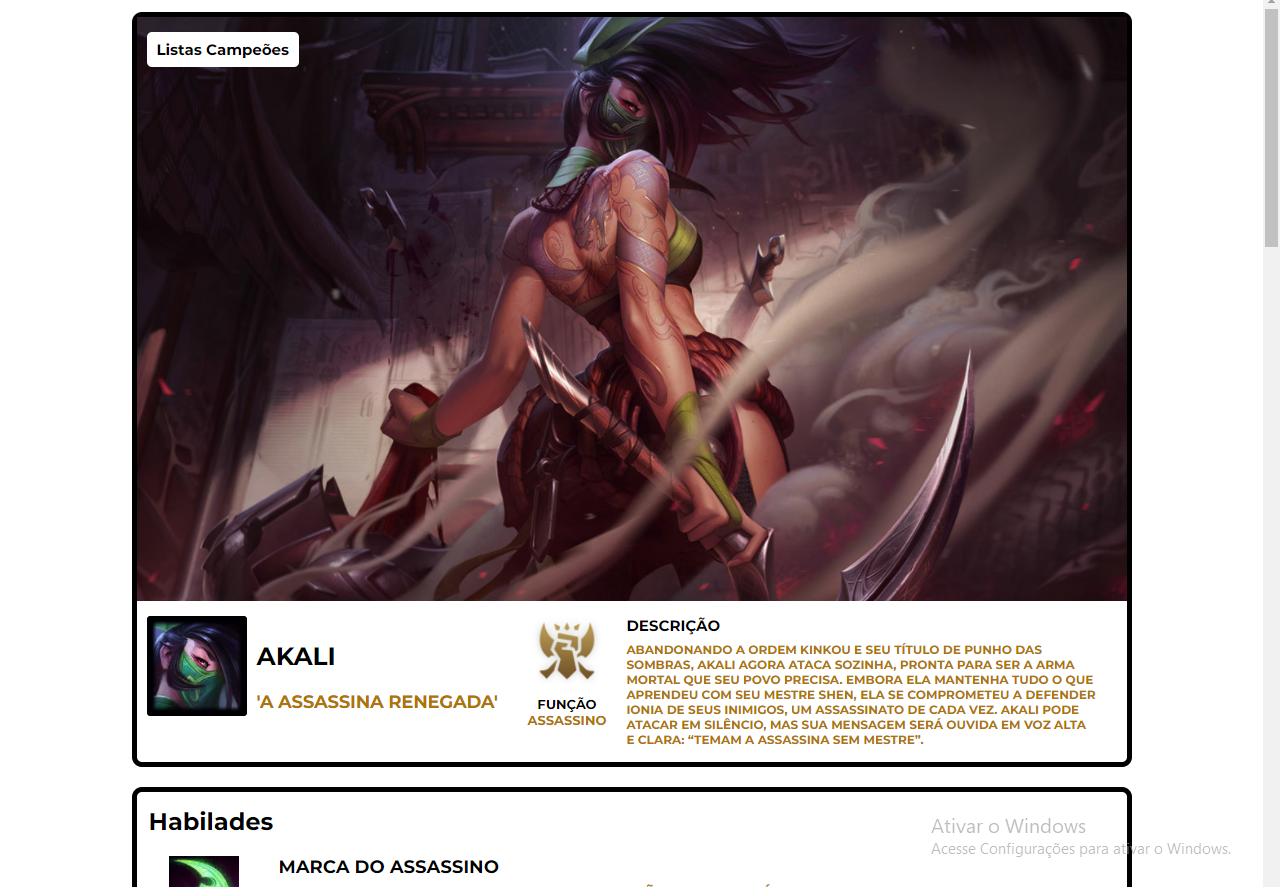 Listas Campeões
AKALI
'A ASSASSINA RENEGADA'
FUNÇÃO
ASSASSINO
DESCRIÇÃO
ABANDONANDO A ORDEM KINKOU E SEU TÍTULO DE PUNHO DAS
SOMBRAS, AKALI AGORA ATACA SOZINHA, PRONTA PARA SER A ARMA
MORTAL QUE SEU POVO PRECISA. EMBORA ELA MANTENHA TUDO O QUE
APRENDEU COM SEU MESTRE SHEN, ELA SE COMPROMETEU A DEFENDER
IONIA DE SEUS INIMIGOS, UM ASSASSINATO DE CADA VEZ. AKALI PODE
ATACAR EM SILÊNCIO, MAS SUA MENSAGEM SERÁ OUVIDA EM VOZ ALTA
E CLARA: “TEMAM A ASSASSINA SEM MESTRE”.
Habilades
MARCA DO ASSASSINO
Ativar o Windows
Acesse Configurações para ativar o Windows.